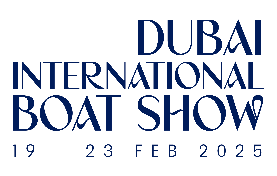 DUBAI
INTERNATIONAL
BOAT SHOW
19 23 FEB 2025